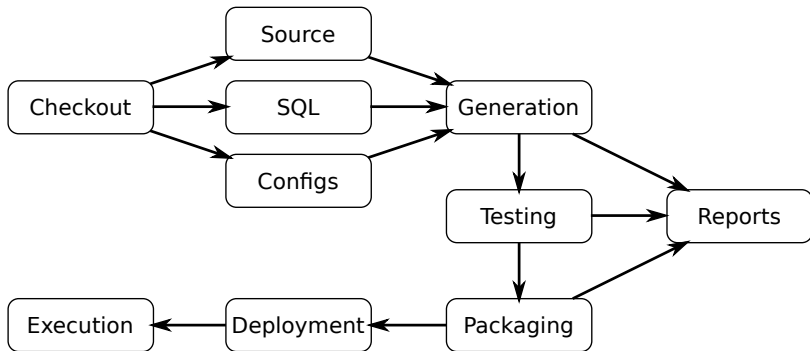 Source
Checkout
SQL
Generation
Configs
Testing
Reports
Execution
Deployment
Packaging